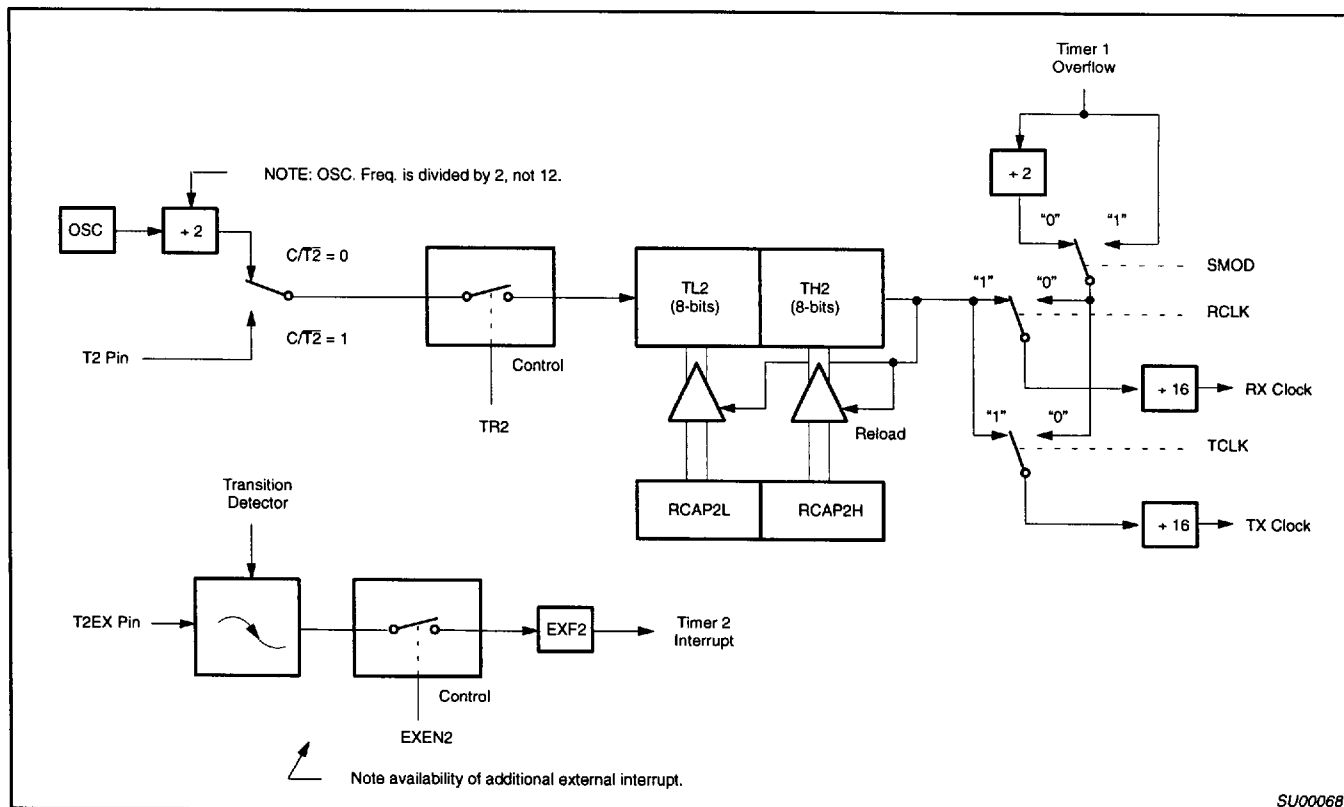 Timer 1
Overflow
÷ 2
NOTE: OSC. Freq. is divided by 2, not 12.
OSC
÷ 2
"0"
"1"
C/T2̅ = 0
SMOD
TL2
(8-bits)
TH2
(8-bits)
"1"
"0"
RCLK
C/T2̅ = 1
T2 Pin
Control
÷ 16
RX Clock
TR2
Reload
"1"
"0"
TCLK
Transition
Detector
RCAP2L
RCAP2H
÷ 16
TX Clock
T2EX Pin
EXF2
Timer 2
Interrupt
Control
EXEN2
Note availability of additional external interrupt.
SU00068